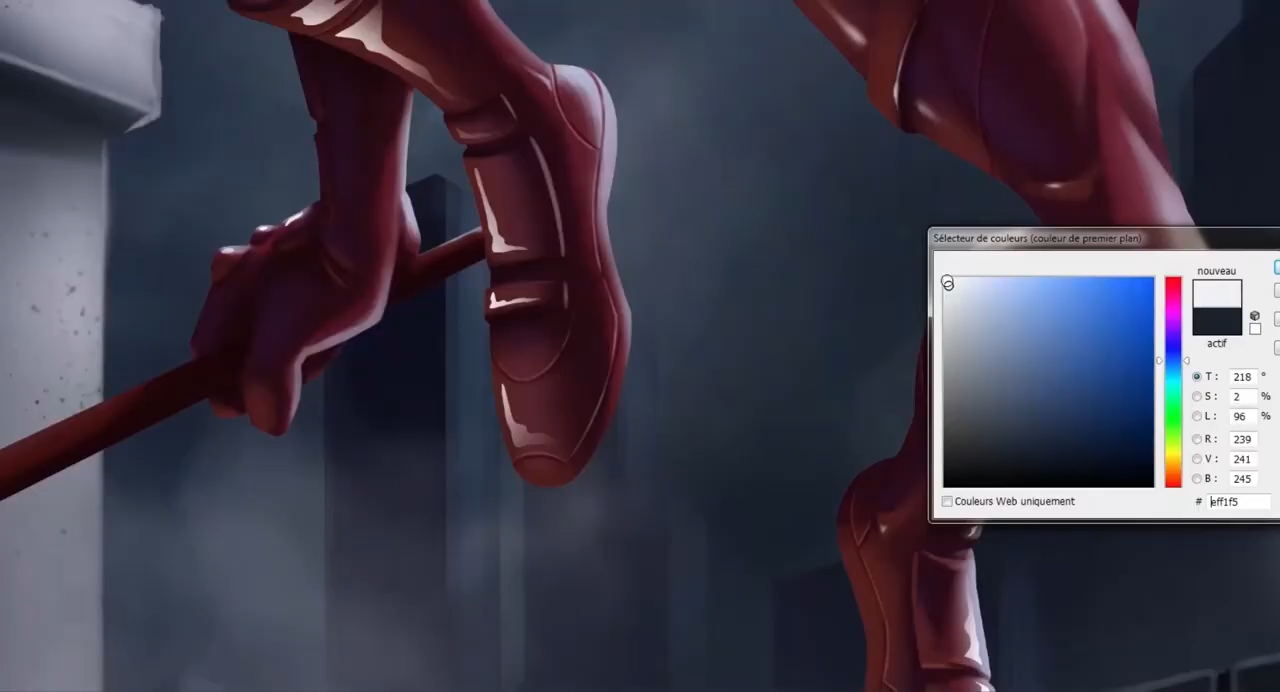 Sélecteur de couleurs (couleur de premier plan)
nouveau
actif
T : 218 °
S : 2 %
L : 96 %
R : 239
V : 241
B : 245
Couleurs Web uniquement
# eff1f5